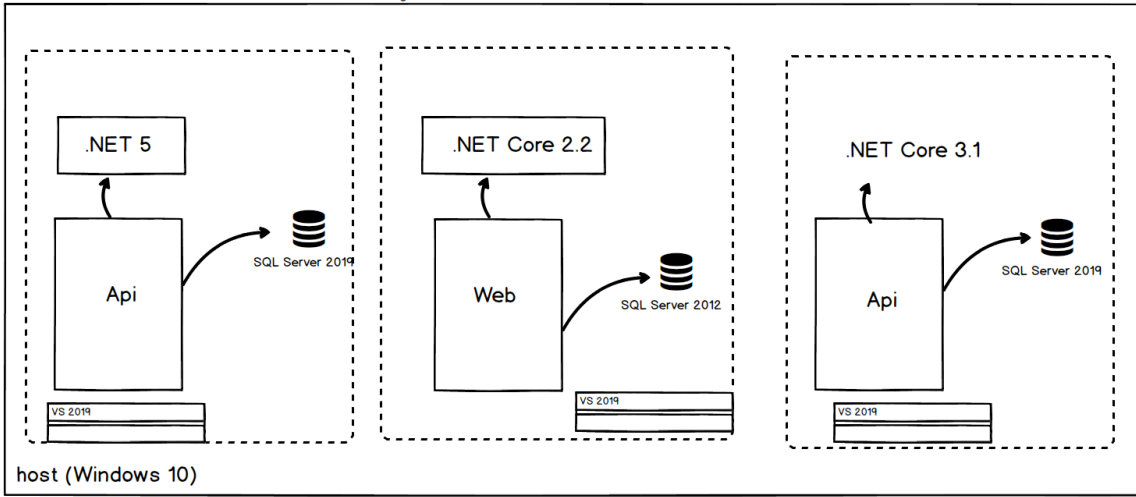 .NET 5
Api
SQL Server 2019
VS 2019
.NET Core 2.2
Web
SQL Server 2012
VS 2019
.NET Core 3.1
Api
SQL Server 2019
VS 2019
host (Windows 10)